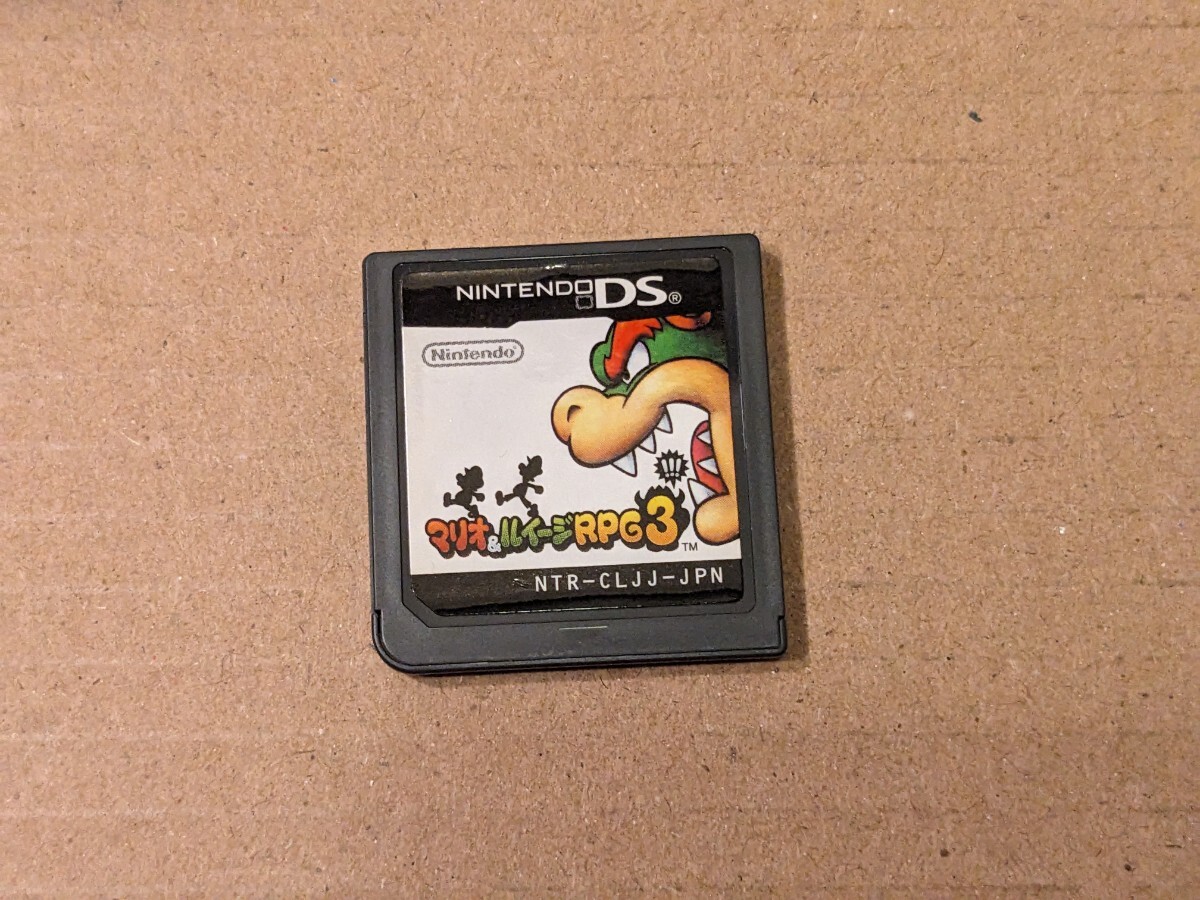 NINTENDO DS®
Nintendo®
!!!
マリオ&ルイージRPG3™
NTR-CLJJ-JPN